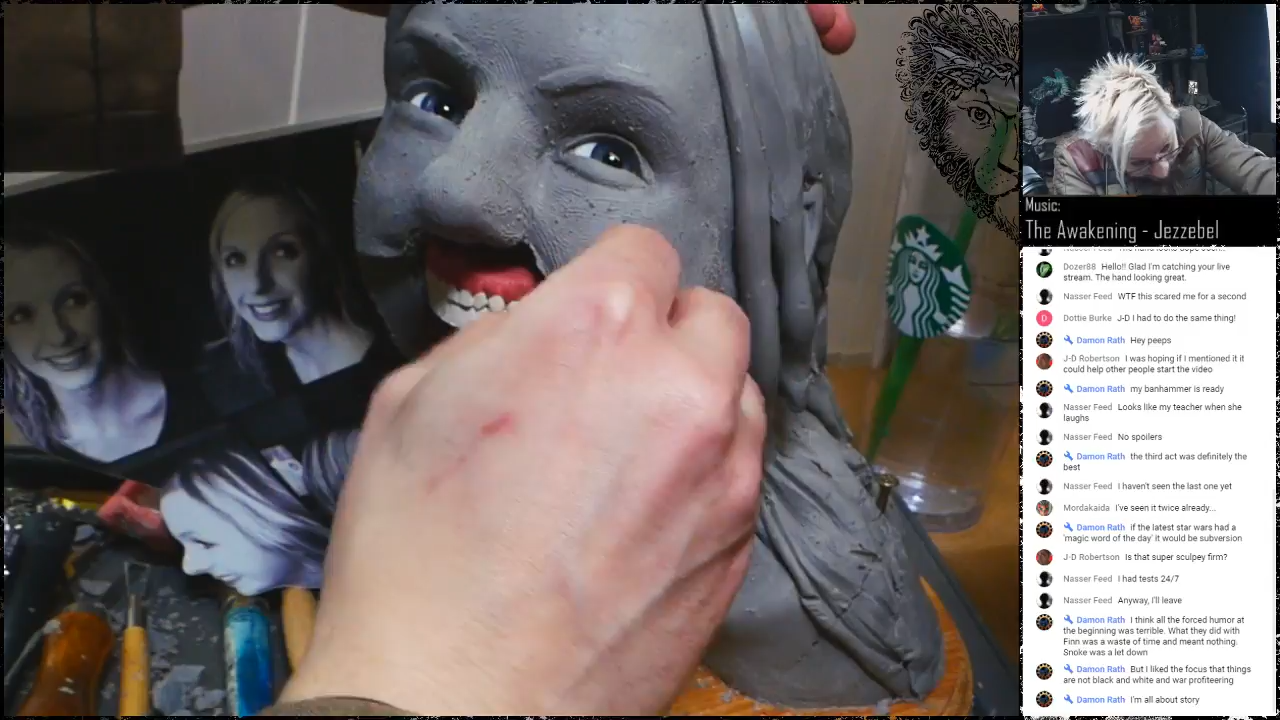 Music:
The Awakening - Jezzebel
Dozer88 Hello!! Glad I'm catching your live
stream. The hand looking great.
Nasser Feed WTF this scared me for a second
D Dottie Burke J-D I had to do the same thing!
Damon Rath Hey peeps
J-D Robertson I was hoping if I mentioned it it
could help other people start the video
Damon Rath my banhammer is ready
Nasser Feed Looks like my teacher when she
laughs
Nasser Feed No spoilers
Damon Rath the third act was definitely the
best
Nasser Feed I haven't seen the last one yet
Mordakaida I've seen it twice already...
Damon Rath if the latest star wars had a
'magic word of the day' it would be subversion
J-D Robertson Is that super sculpey firm?
Nasser Feed I had tests 24/7
Nasser Feed Anyway, I'll leave
Damon Rath I think all the forced humor at
the beginning was terrible. What they did with
Finn was a waste of time and meant nothing.
Snoke was a let down
Damon Rath But I liked the focus that things
are not black and white and war profiteering
Damon Rath I'm all about story